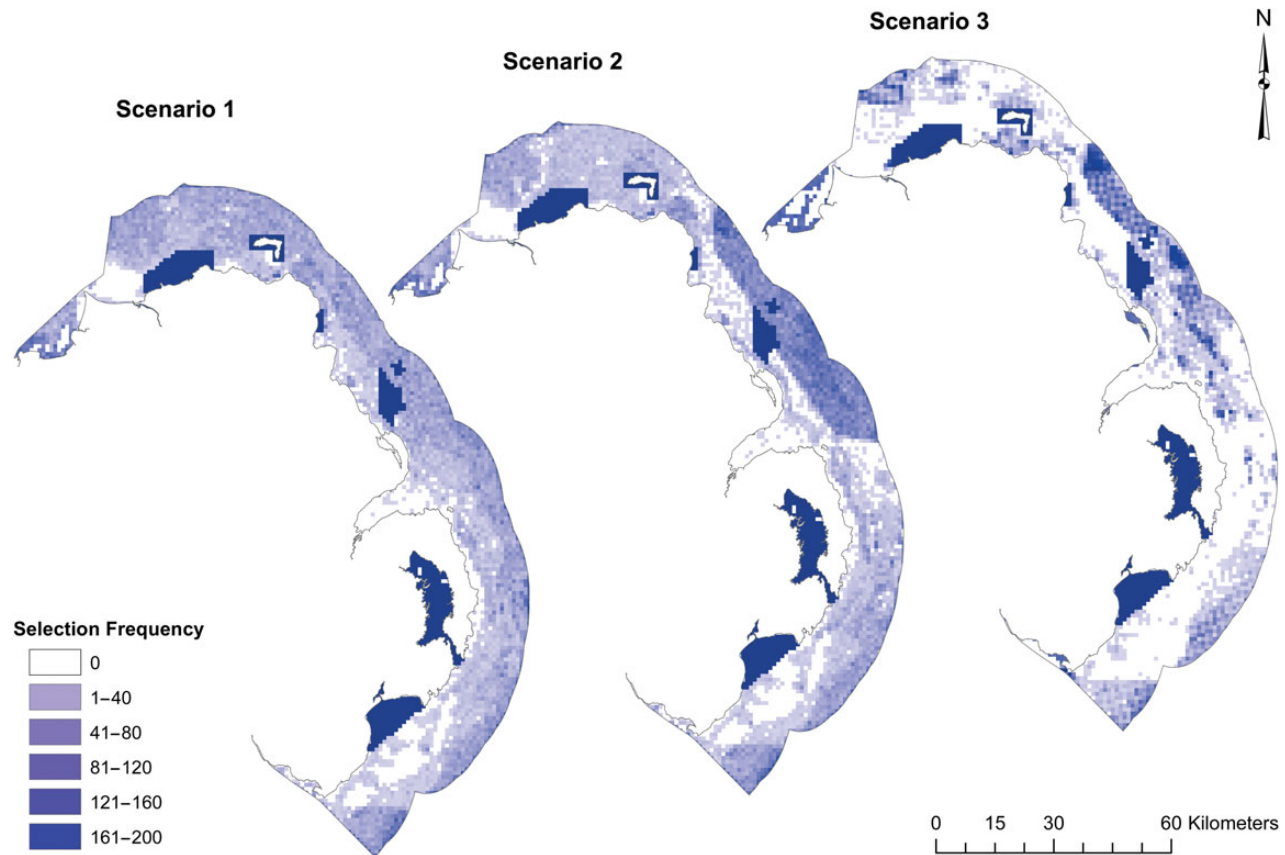 Scenario 1
Scenario 2
Scenario 3
N
Selection Frequency
0
1–40
41–80
81–120
121–160
161–200
0 15 30 60 Kilometers